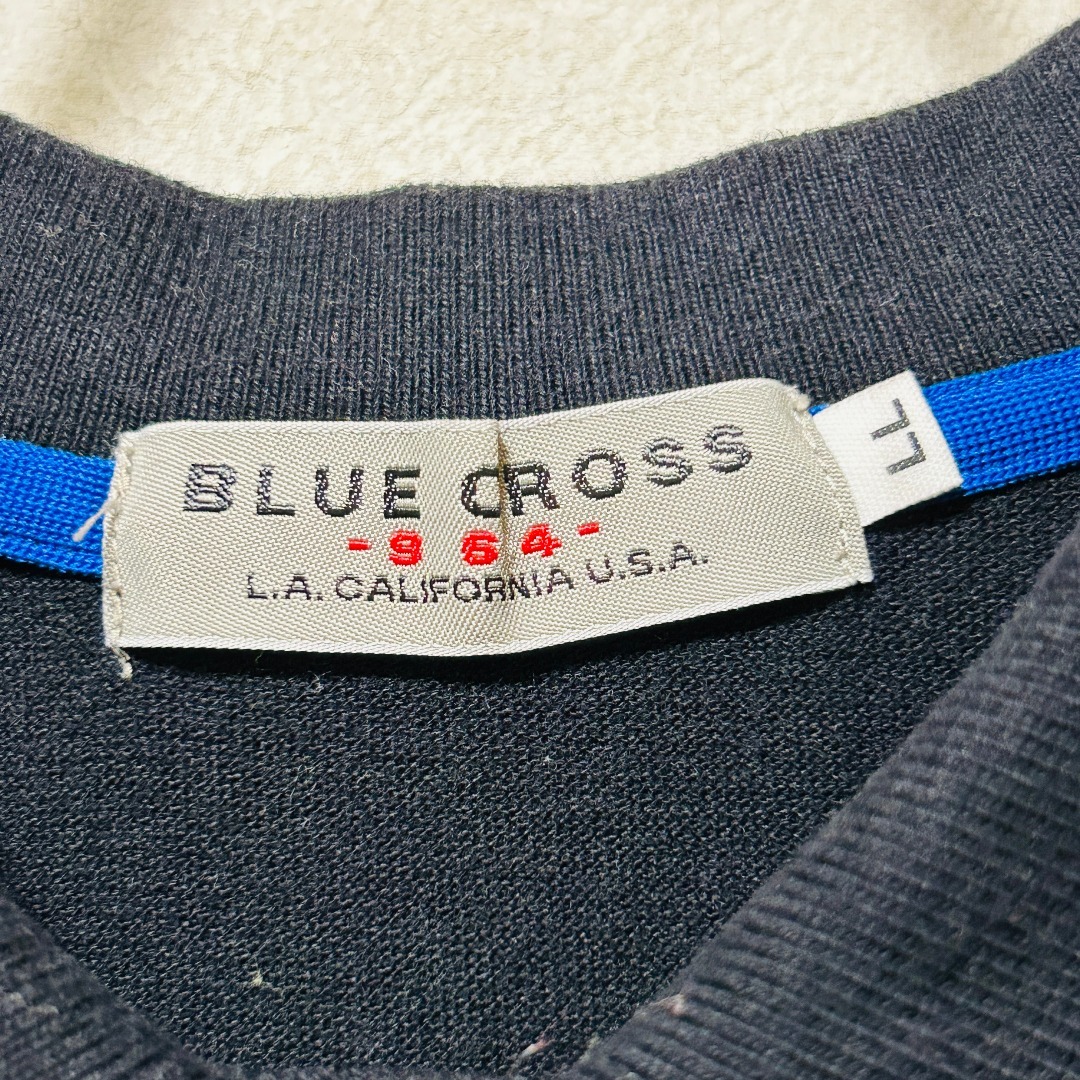 BLUE CROSS
-9 64-
L.A. CALIFORNIA U.S.A.
LL